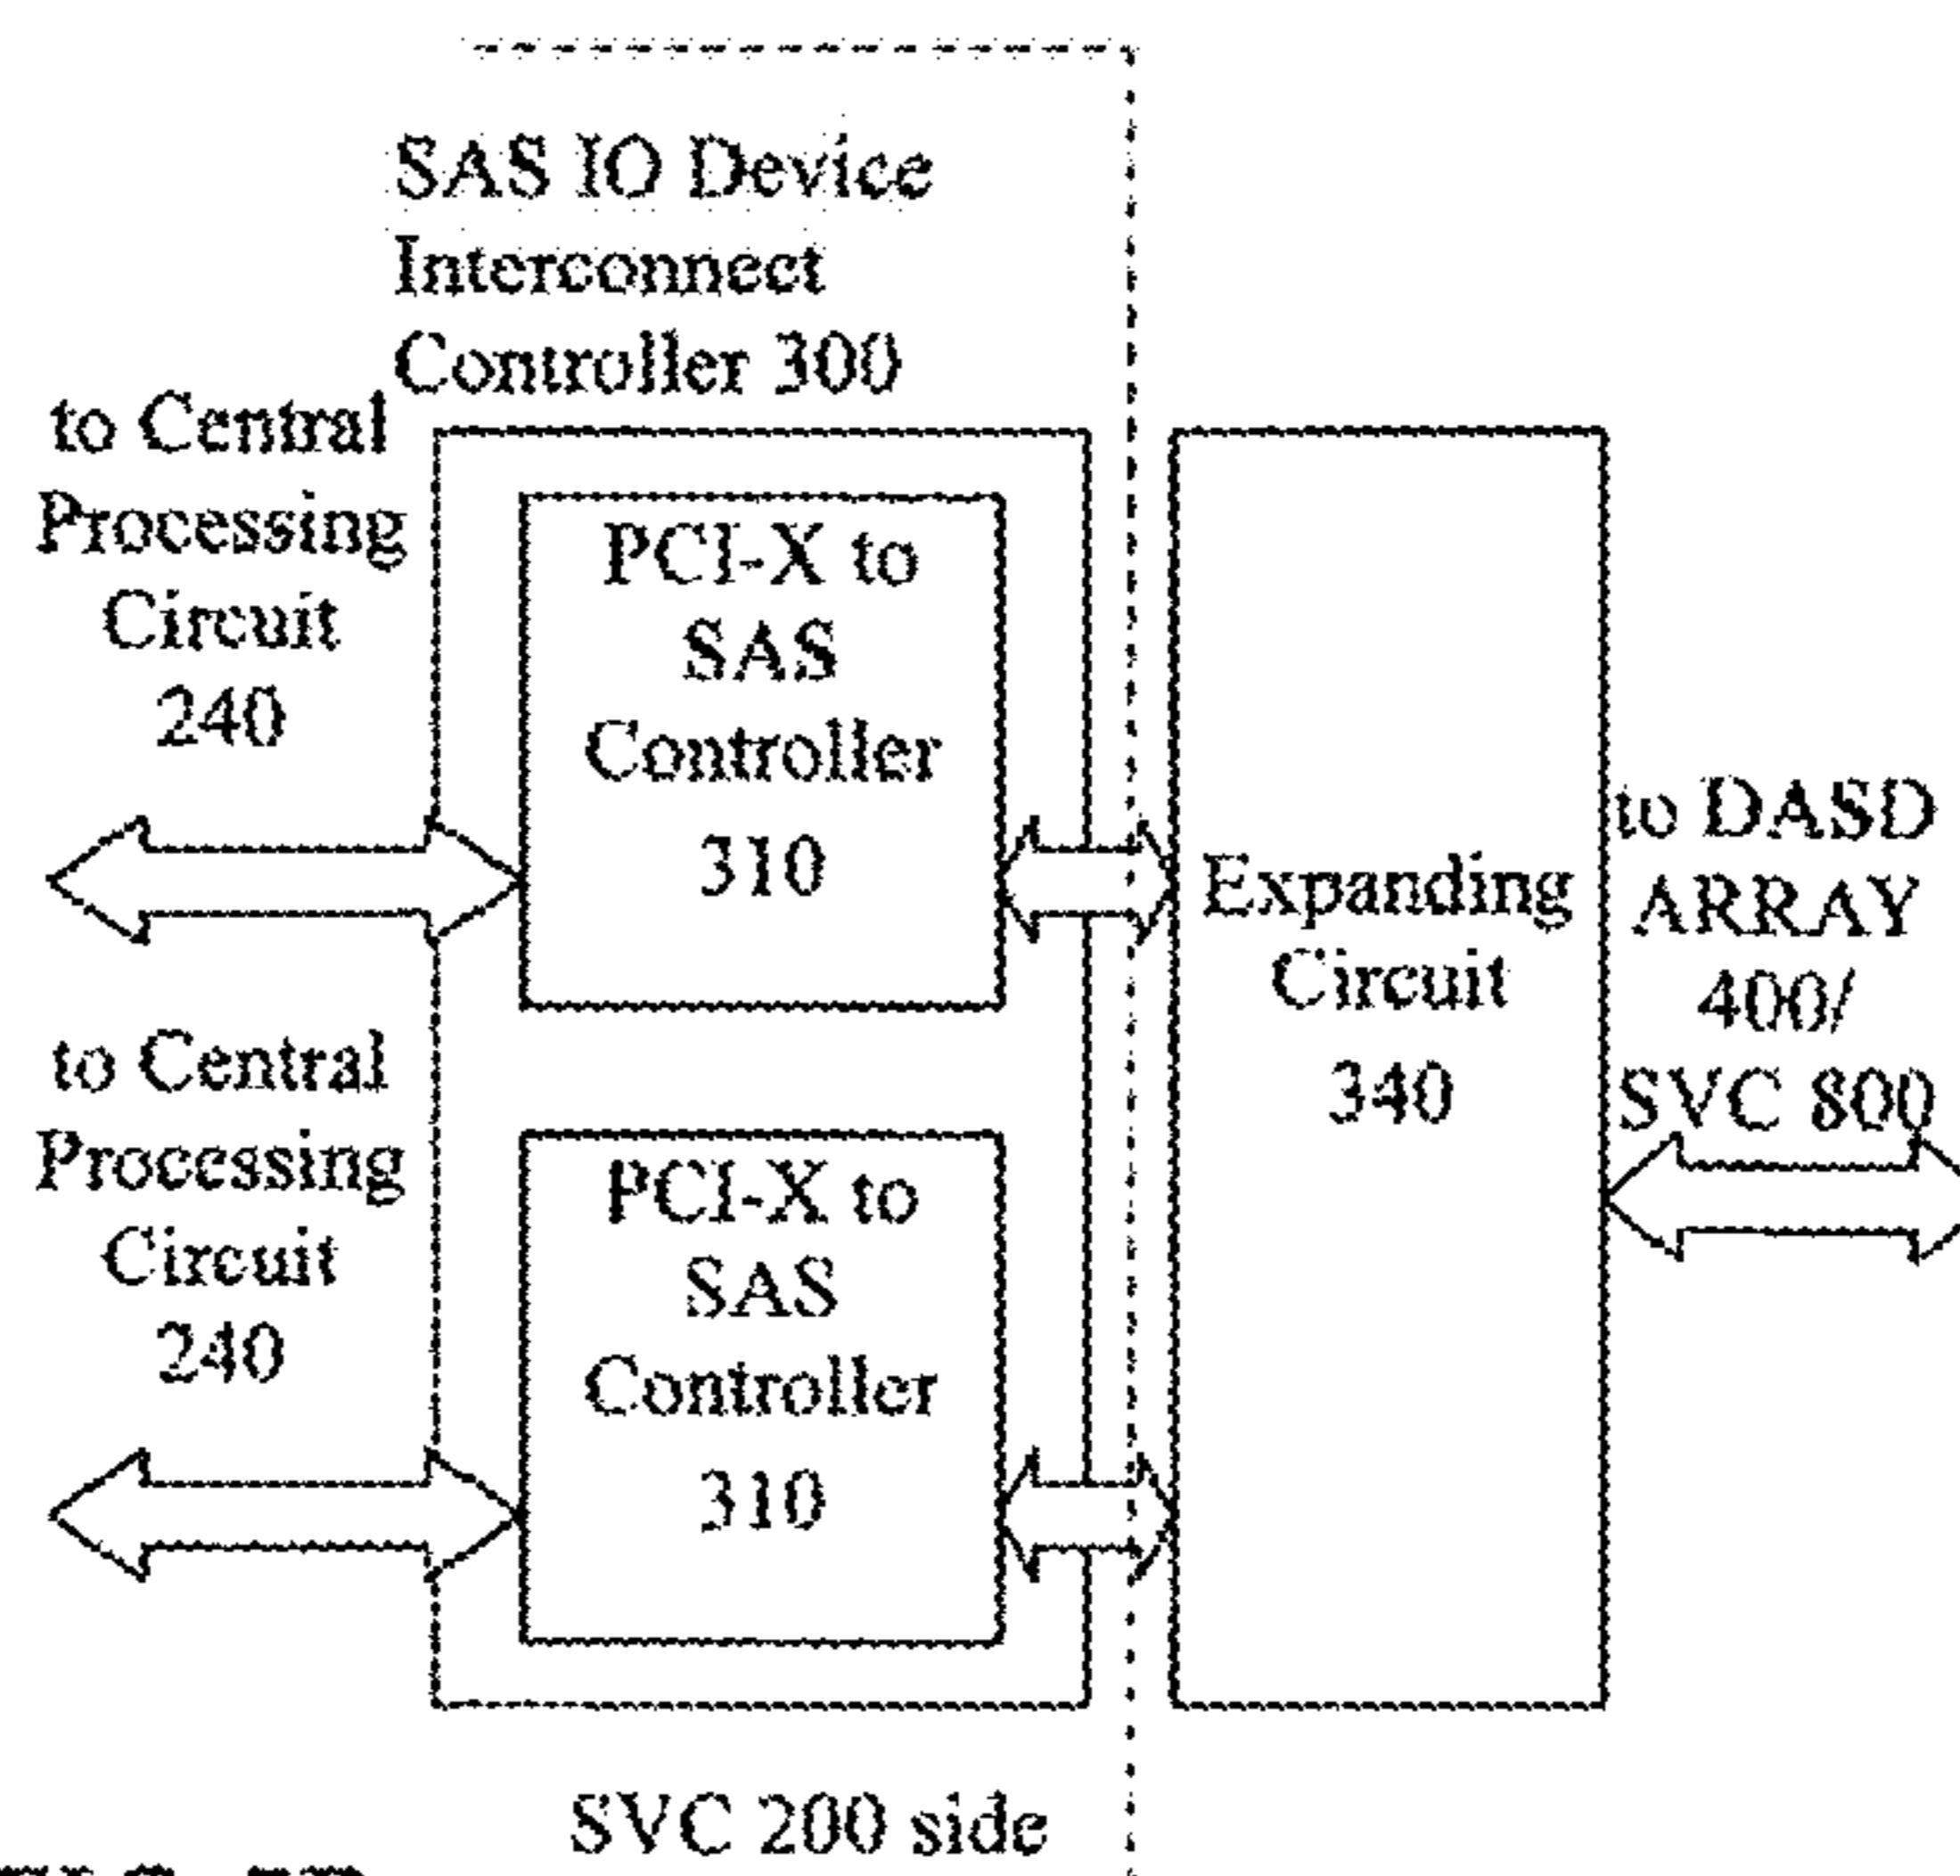 SAS IO Device
Interconnect
Controller 300
to Central
Processing
Circuit
240
PCI-X to
SAS
Controller
310
Expanding
Circuit
340
to DASD
ARRAY
400/
SVC 800
to Central
Processing
Circuit
240
PCI-X to
SAS
Controller
310
SVC 200 side